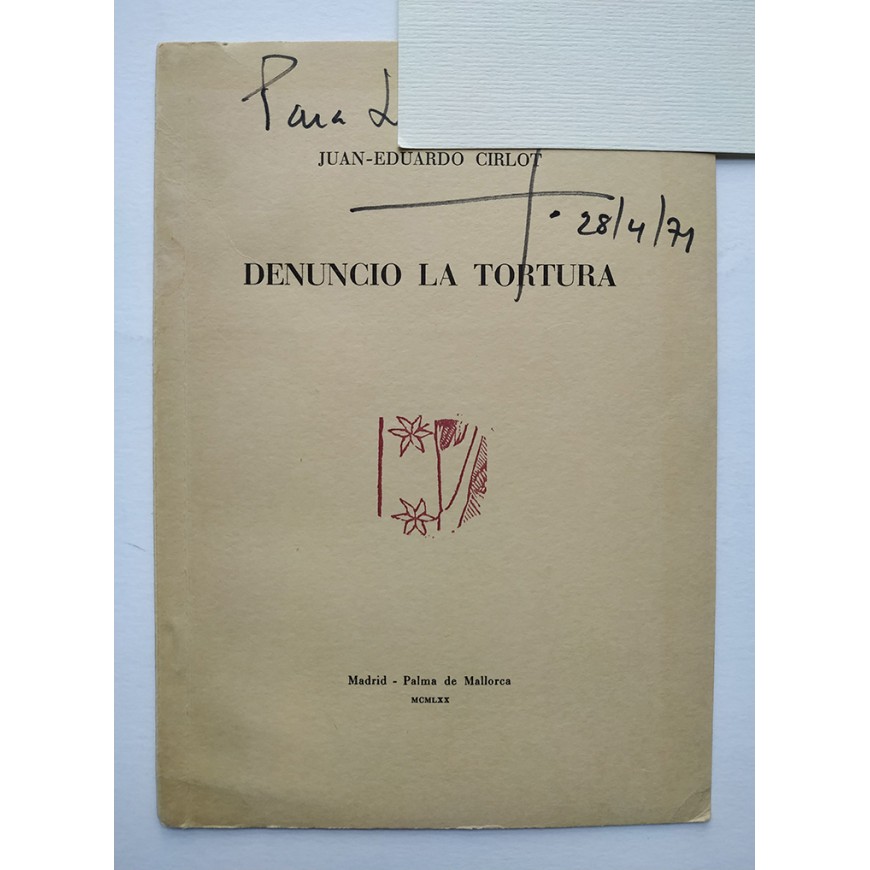 Para L
JUAN-EDUARDO CIRLOT
28/4/71
DENUNCIO LA TORTURA
Madrid - Palma de Mallorca
MCMLXX